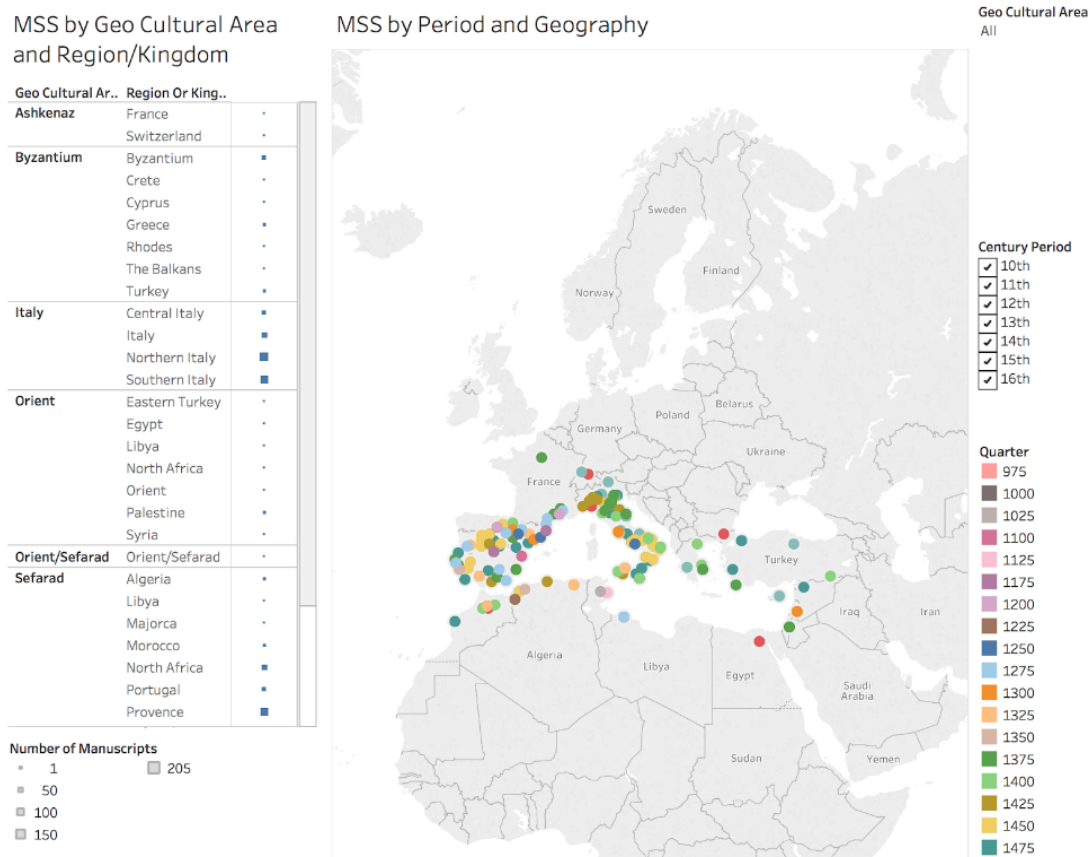 MSS by Geo Cultural Area
and Region/Kingdom
Geo Cultural Ar.. Region Or King..
Ashkenaz France
Switzerland
Byzantium Byzantium
Crete
Cyprus
Greece
Rhodes
The Balkans
Turkey
Italy Central Italy
Italy
Northern Italy
Southern Italy
Orient Eastern Turkey
Egypt
Libya
North Africa
Orient
Palestine
Syria
Orient/Sefarad Orient/Sefarad
Sefarad Algeria
Libya
Majorca
Morocco
North Africa
Portugal
Provence
Number of Manuscripts
1 205
50
100
150
MSS by Period and Geography
Sweden
Finland
Norway
Belarus
Poland
Germany
Ukraine
France
Turkey
Iraq Iran
Algeria
Libya
Egypt
Saudi
Arabia
Sudan
Yemen
Geo Cultural Area
All
Century Period
10th
11th
12th
13th
14th
15th
16th
Quarter
975
1000
1025
1100
1125
1175
1200
1225
1250
1275
1300
1325
1350
1375
1400
1425
1450
1475